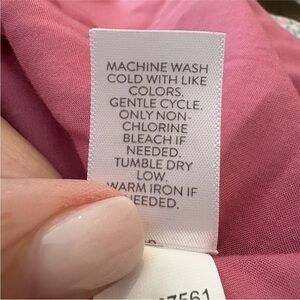 MACHINE WASH
COLD WITH LIKE
COLORS.
GENTLE CYCLE.
ONLY NON-
CHLORINE
BLEACH IF
NEEDED.
TUMBLE DRY
LOW.
WARM IRON IF
NEEDED.
7561